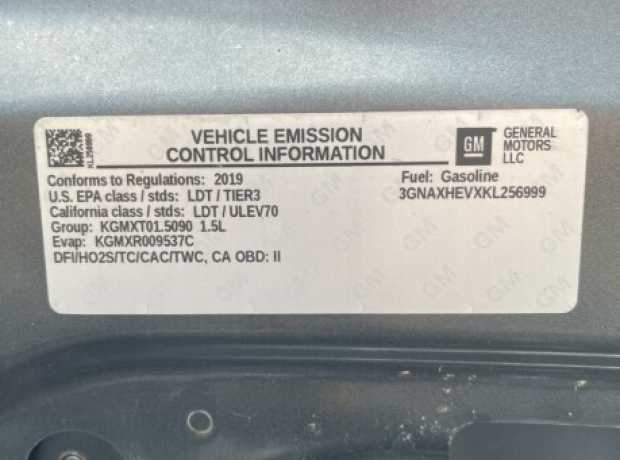 KL256999
VEHICLE EMISSION
CONTROL INFORMATION
GM
GENERAL
MOTORS
LLC
Conforms to Regulations: 2019
U.S. EPA class / stds: LDT / TIER3
California class / stds: LDT / ULEV70
Group: KGMXT01.5090 1.5L
Evap: KGMXR009537C
DFI/HO2S/TC/CAC/TWC, CA OBD: II
Fuel: Gasoline
3GNAXHEVXKL256999